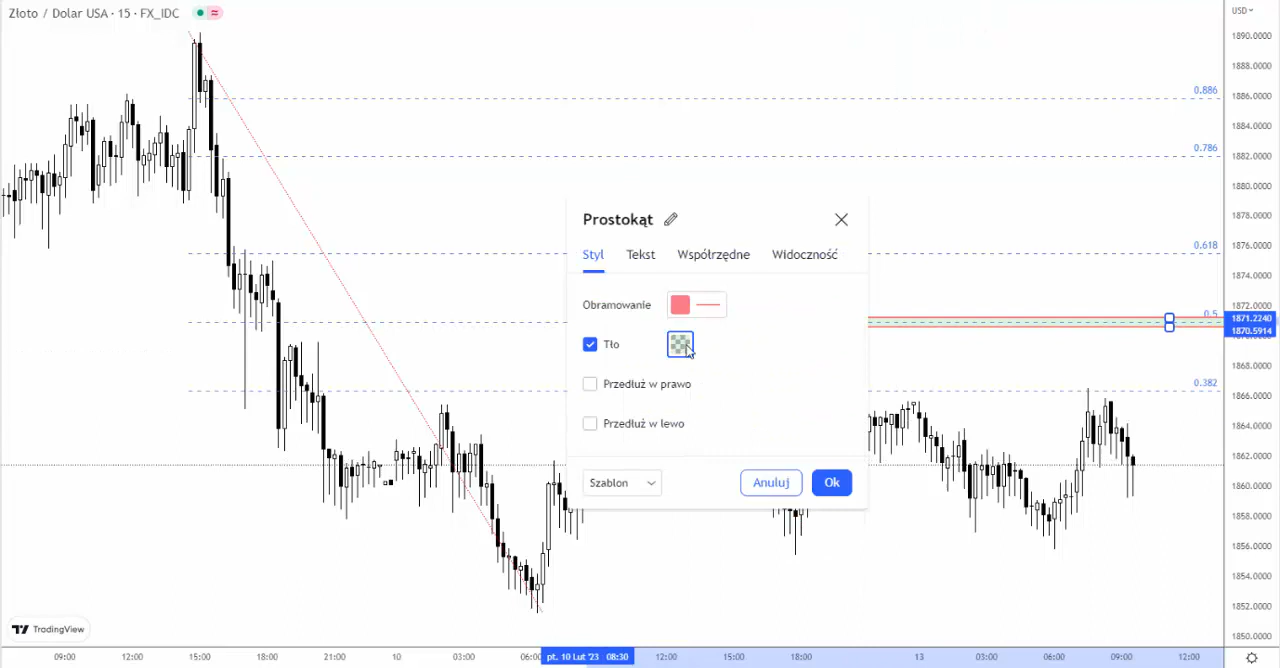 Złoto / Dolar USA · 15 · FX_IDC
USD
1890.0000
1888.0000
0.886
1886.0000
1884.0000
0.786
1882.0000
1880.0000
1878.0000
0.618
1876.0000
1874.0000
1872.0000
0.5
1871.2240
1870.5914
1868.0000
0.382
1866.0000
1864.0000
1862.0000
1860.0000
1858.0000
1856.0000
1854.0000
1852.0000
1850.0000
Prostokąt
Styl Tekst Współrzędne Widoczność
Obramowanie
Tło
Przedłuż w prawo
Przedłuż w lewo
Szablon Anuluj Ok
TradingView
09:00 12:00 15:00 18:00 21:00 10 03:00 06:00 pt. 10 Lut '23 08:30 12:00 15:00 18:00 13 03:00 06:00 09:00 12:00